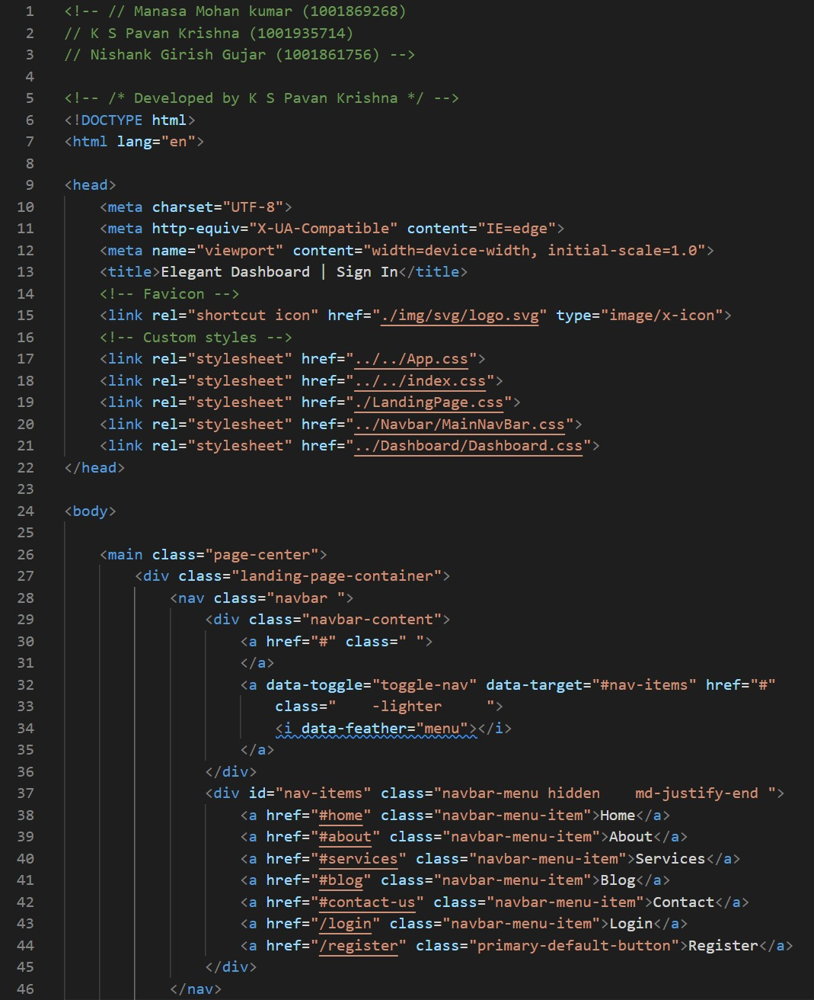 1 <!-- // Manasa Mohan kumar (1001869268)
2 // K S Pavan Krishna (1001935714)
3 // Nishank Girish Gujar (1001861756) -->
4
5 <!-- /* Developed by K S Pavan Krishna */ -->
6 <!DOCTYPE html>
7 <html lang="en">
8
9 <head>
10     <meta charset="UTF-8">
11     <meta http-equiv="X-UA-Compatible" content="IE=edge">
12     <meta name="viewport" content="width=device-width, initial-scale=1.0">
13     <title>Elegant Dashboard | Sign In</title>
14     <!-- Favicon -->
15     <link rel="shortcut icon" href="./img/svg/logo.svg" type="image/x-icon">
16     <!-- Custom styles -->
17     <link rel="stylesheet" href="../../App.css">
18     <link rel="stylesheet" href="../../index.css">
19     <link rel="stylesheet" href="./LandingPage.css">
20     <link rel="stylesheet" href="../Navbar/MainNavBar.css">
21     <link rel="stylesheet" href="../Dashboard/Dashboard.css">
22 </head>
23
24 <body>
25
26     <main class="page-center">
27         <div class="landing-page-container">
28             <nav class="navbar ">
29                 <div class="navbar-content">
30                     <a href="#" class=" ">
31                     </a>
32                     <a data-toggle="toggle-nav" data-target="#nav-items" href="#"
33                         class="    -lighter     ">
34                         <i data-feather="menu"></i>
35                     </a>
36                 </div>
37                 <div id="nav-items" class="navbar-menu hidden    md-justify-end ">
38                     <a href="#home" class="navbar-menu-item">Home</a>
39                     <a href="#about" class="navbar-menu-item">About</a>
40                     <a href="#services" class="navbar-menu-item">Services</a>
41                     <a href="#blog" class="navbar-menu-item">Blog</a>
42                     <a href="#contact-us" class="navbar-menu-item">Contact</a>
43                     <a href="/login" class="navbar-menu-item">Login</a>
44                     <a href="/register" class="primary-default-button">Register</a>
45                 </div>
46             </nav>